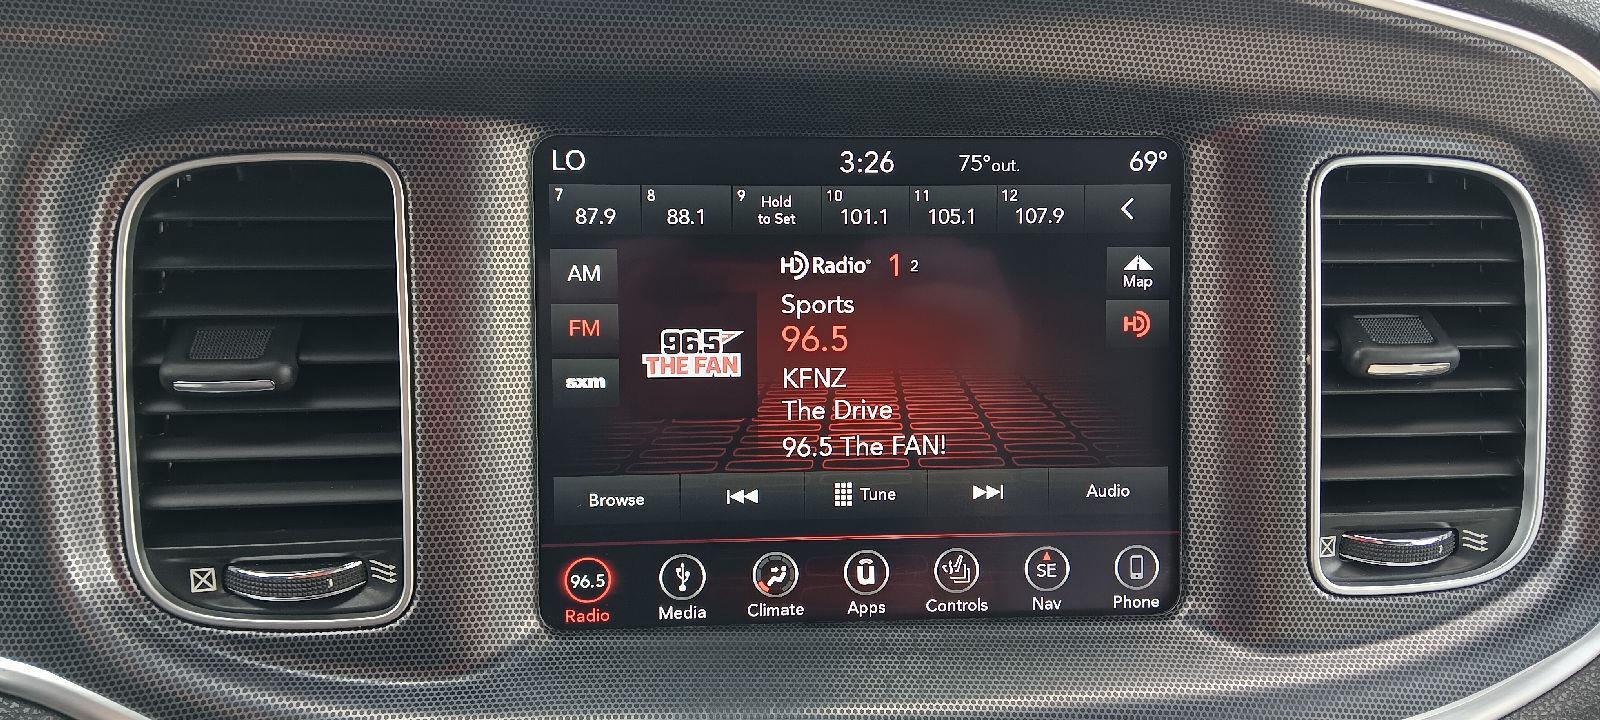 LO 3:26 75° out. 69°
7 87.9 8 88.1 9 Hold to Set 10 101.1 11 105.1 12 107.9
AM
HD Radio 1 2
Map
Sports
FM
96.5
HD
96.5
THE FAN
sxm
KFNZ
The Drive
96.5 The FAN!
Browse Tune Audio
96.5 SE
Radio Media Climate Apps Controls Nav Phone